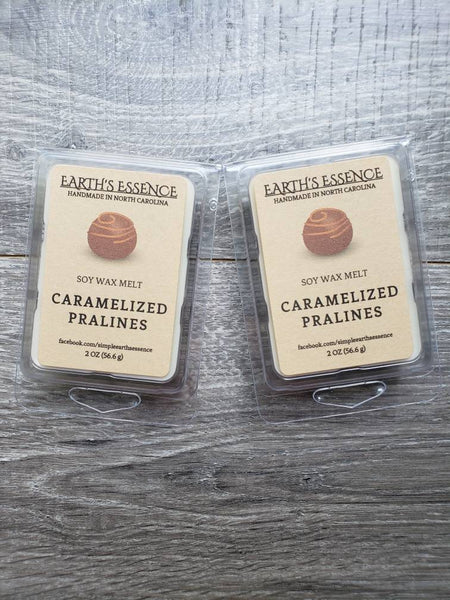 EARTH'S ESSENCE
HANDMADE IN NORTH CAROLINA
SOY WAX MELT
CARAMELIZED
PRALINES
facebook.com/simpleearthsessence
2 OZ (56.6 g)
EARTH'S ESSENCE
HANDMADE IN NORTH CAROLINA
SOY WAX MELT
CARAMELIZED
PRALINES
facebook.com/simpleearthsessence
2 OZ (56.6 g)